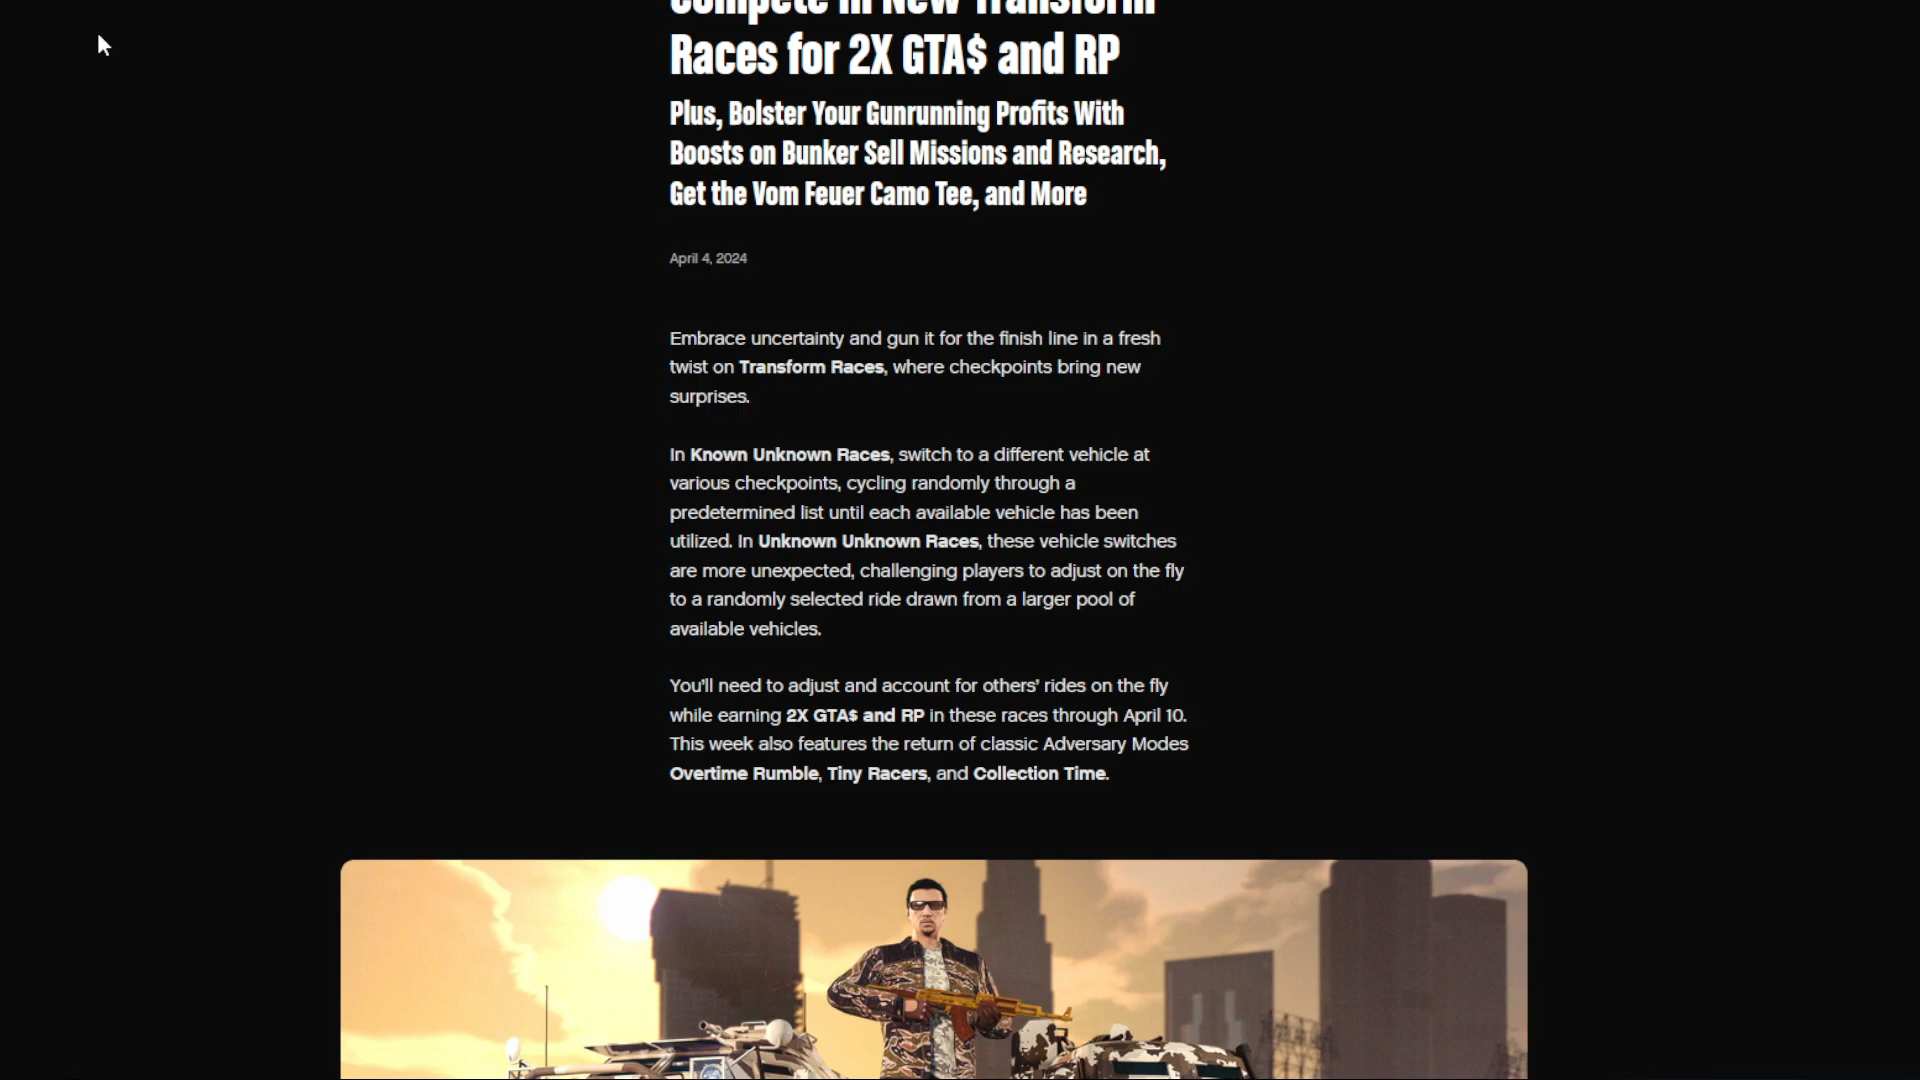 Compete in New Transform
Races for 2X GTA$ and RP
Plus, Bolster Your Gunrunning Profits With
Boosts on Bunker Sell Missions and Research,
Get the Vom Feuer Camo Tee, and More
April 4, 2024
Embrace uncertainty and gun it for the finish line in a fresh
twist on Transform Races, where checkpoints bring new
surprises.
In Known Unknown Races, switch to a different vehicle at
various checkpoints, cycling randomly through a
predetermined list until each available vehicle has been
utilized. In Unknown Unknown Races, these vehicle switches
are more unexpected, challenging players to adjust on the fly
to a randomly selected ride drawn from a larger pool of
available vehicles.
You'll need to adjust and account for others' rides on the fly
while earning 2X GTA$ and RP in these races through April 10.
This week also features the return of classic Adversary Modes
Overtime Rumble, Tiny Racers, and Collection Time.